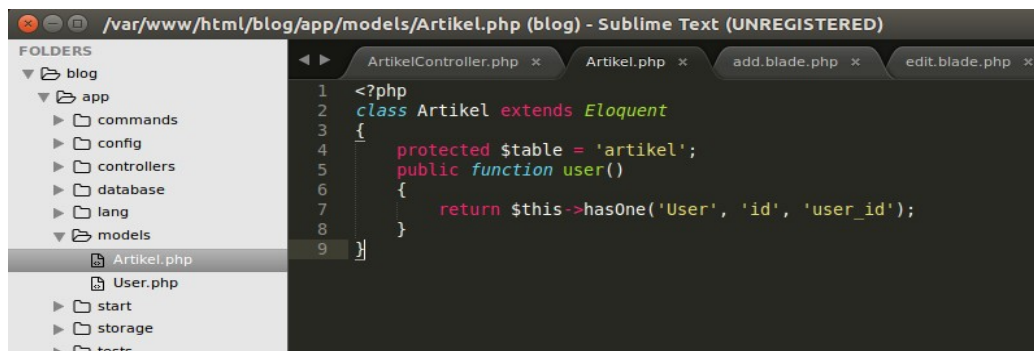 /var/www/html/blog/app/models/Artikel.php (blog) - Sublime Text (UNREGISTERED)
FOLDERS
blog
app
commands
config
controllers
database
lang
models
Artikel.php
User.php
start
storage
tests
ArtikelController.php × Artikel.php × add.blade.php × edit.blade.php ×
1 <?php
2 class Artikel extends Eloquent
3 {
4 protected $table = 'artikel';
5 public function user()
6 {
7 return $this->hasOne('User', 'id', 'user_id');
8 }
9 }